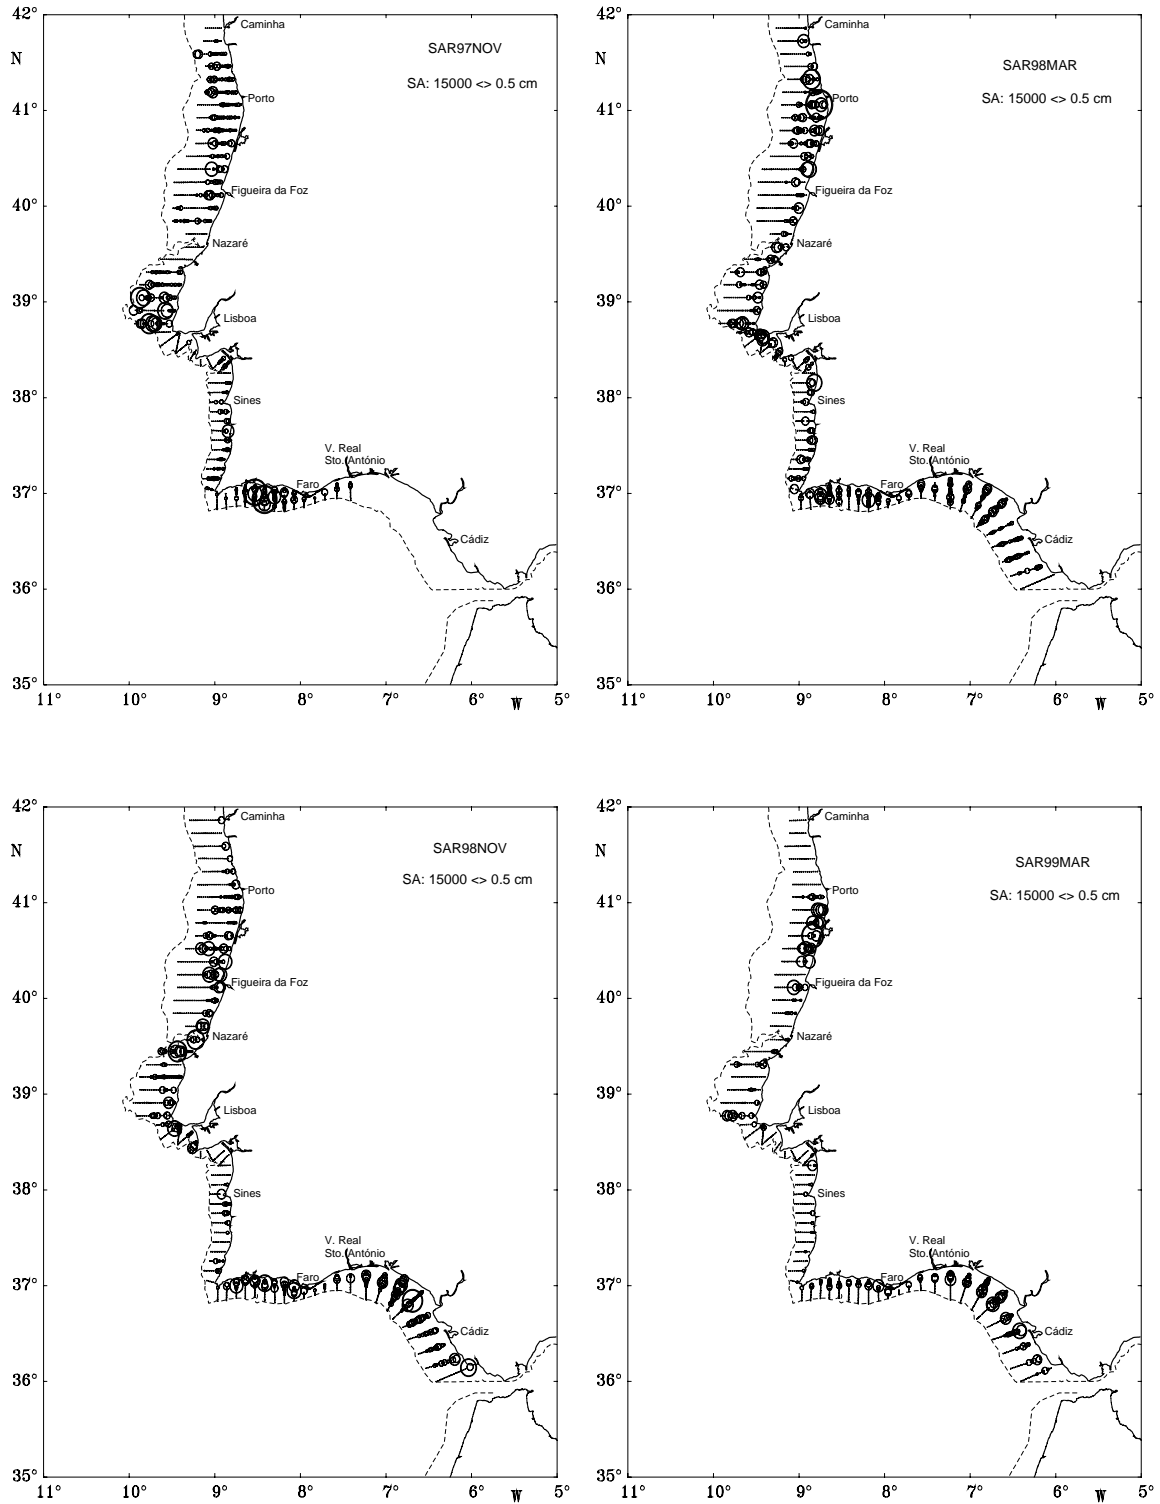 42°
N
41°
40°
39°
38°
37°
36°
35°
11° 10° 9° 8° 7° 6° W 5°
SAR97NOV
SA: 15000 <> 0.5 cm
Caminha
Porto
Figueira da Foz
Nazaré
Lisboa
Sines
V. Real
Sto. António
Faro
Cádiz
42°
N
41°
40°
39°
38°
37°
36°
35°
11° 10° 9° 8° 7° 6° W 5°
SAR98MAR
SA: 15000 <> 0.5 cm
Caminha
Porto
Figueira da Foz
Nazaré
Lisboa
Sines
V. Real
Sto. António
Faro
Cádiz
42°
N
41°
40°
39°
38°
37°
36°
35°
11° 10° 9° 8° 7° 6° W 5°
SAR98NOV
SA: 15000 <> 0.5 cm
Caminha
Porto
Figueira da Foz
Nazaré
Lisboa
Sines
V. Real
Sto. António
Faro
Cádiz
42°
N
41°
40°
39°
38°
37°
36°
35°
11° 10° 9° 8° 7° 6° W 5°
SAR99MAR
SA: 15000 <> 0.5 cm
Caminha
Porto
Figueira da Foz
Nazaré
Lisboa
Sines
V. Real
Sto. António
Faro
Cádiz